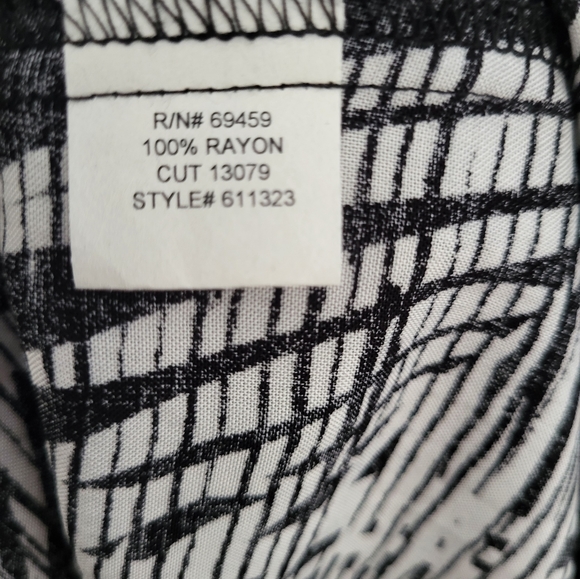 R/N# 69459
100% RAYON
CUT 13079
STYLE# 611323